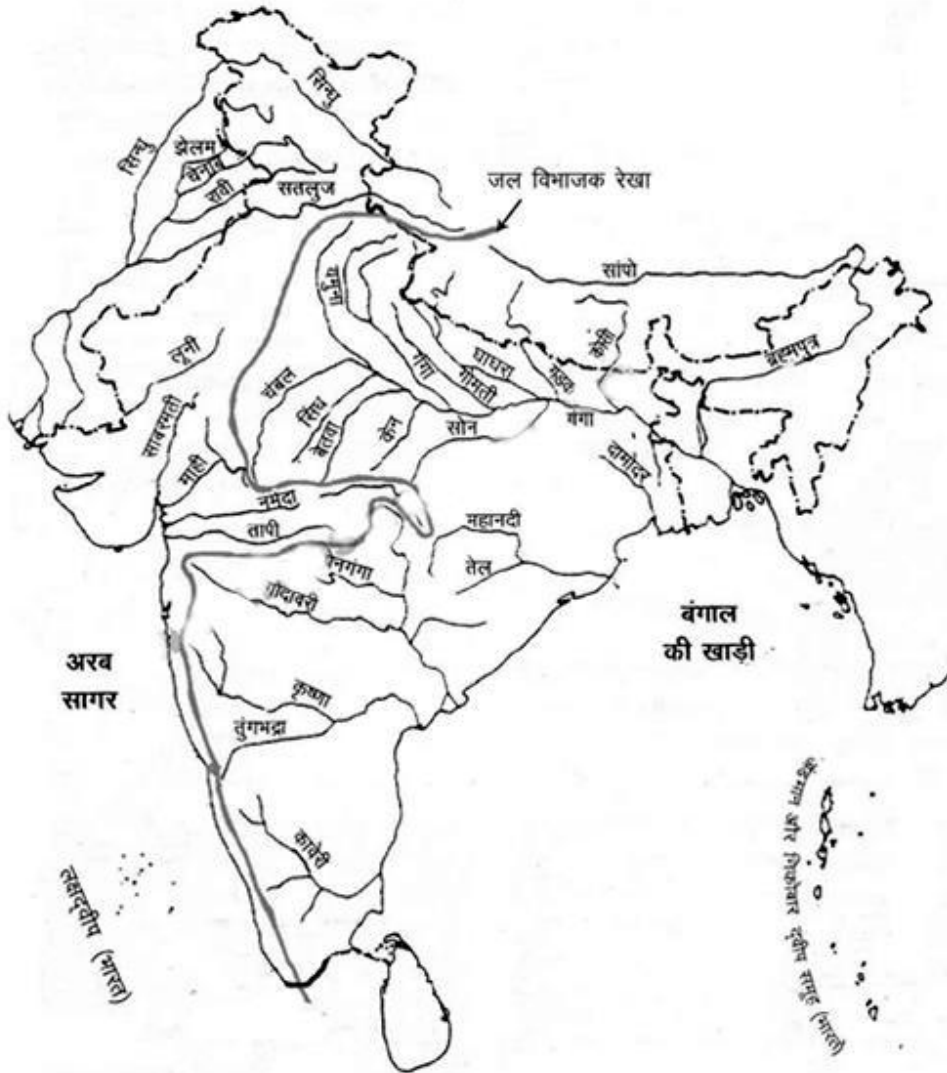 सिन्धु
सिन्धु
झेलम
चेनाब
रावी
सतलुज
जल विभाजक रेखा
सांपो
यमुना
गंगा
घाघरा
गोमती
गंडक
कोसी
ब्रह्मपुत्र
लूनी
चंबल
सिंध
बेतवा
केन
सोन
गंगा
साबरमती
माही
दामोदर
नर्मदा
तापी
महानदी
तेल
वेनगंगा
गोदावरी
बंगाल
की खाड़ी
अरब
सागर
कृष्णा
तुंगभद्रा
कावेरी
लक्षद्वीप (भारत)
अंडमान और निकोबार द्वीप समूह (भारत)